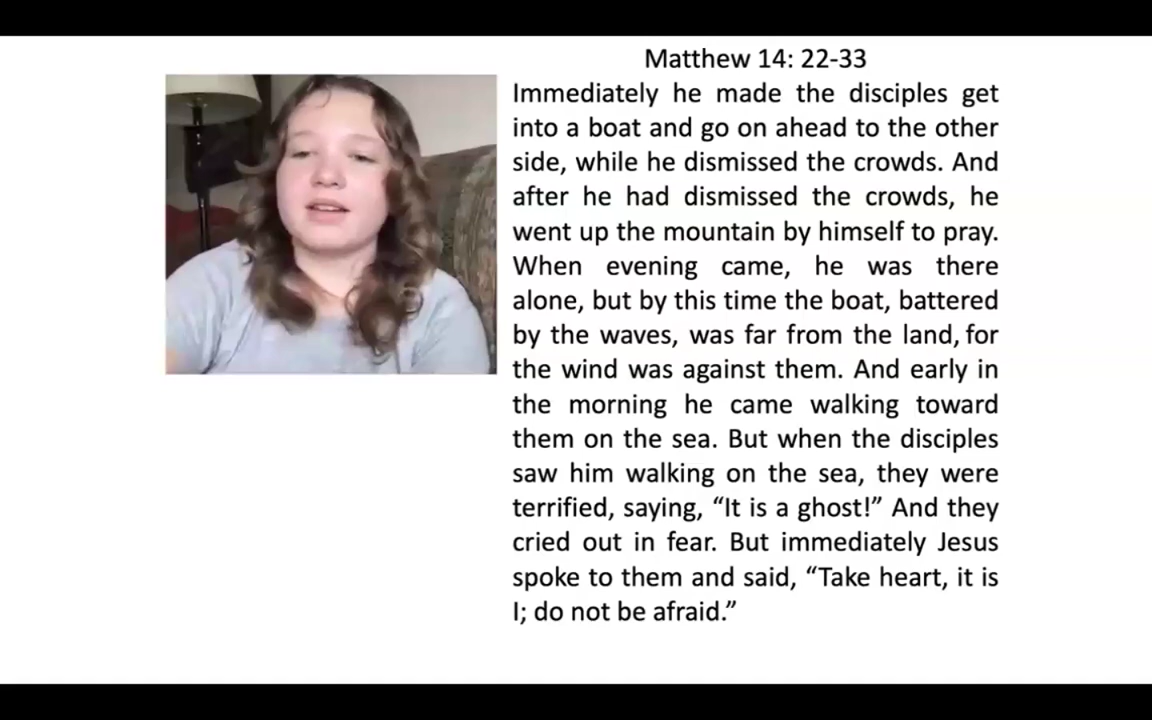 Matthew 14: 22-33
Immediately he made the disciples get
into a boat and go on ahead to the other
side, while he dismissed the crowds. And
after he had dismissed the crowds, he
went up the mountain by himself to pray.
When evening came, he was there
alone, but by this time the boat, battered
by the waves, was far from the land, for
the wind was against them. And early in
the morning he came walking toward
them on the sea. But when the disciples
saw him walking on the sea, they were
terrified, saying, “It is a ghost!” And they
cried out in fear. But immediately Jesus
spoke to them and said, “Take heart, it is
I; do not be afraid.”